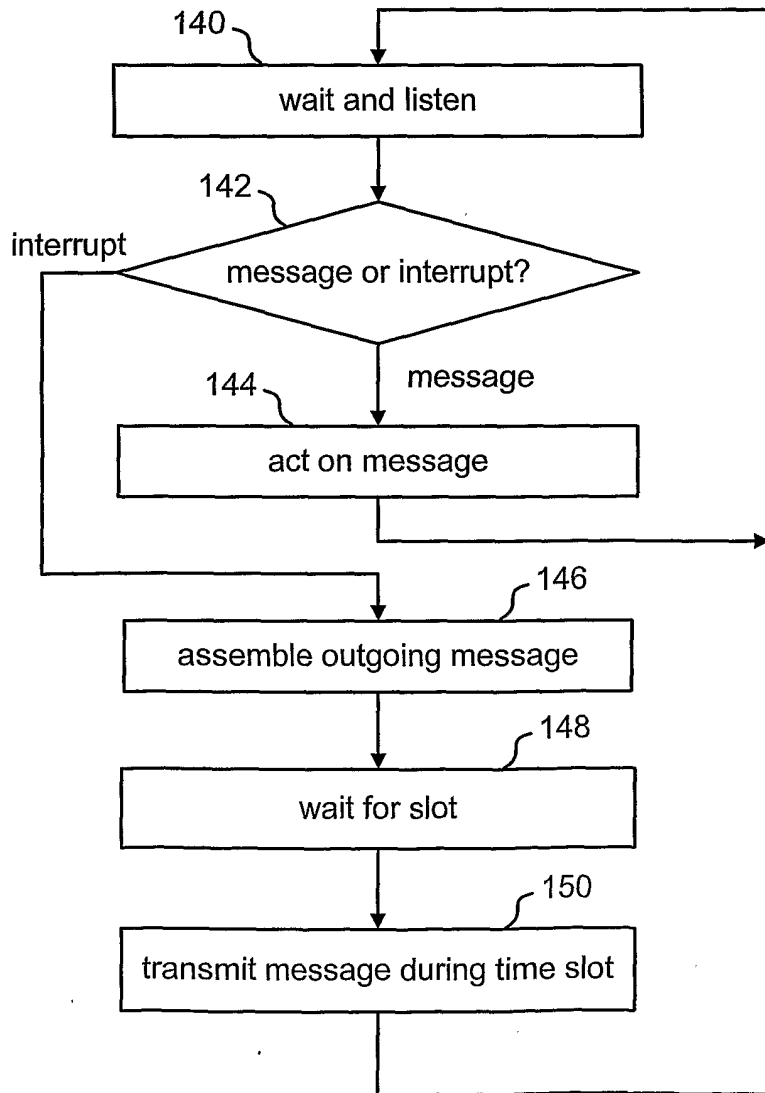 140
wait and listen
142
interrupt
message or interrupt?
message
144
act on message
146
assemble outgoing message
148
wait for slot
150
transmit message during time slot